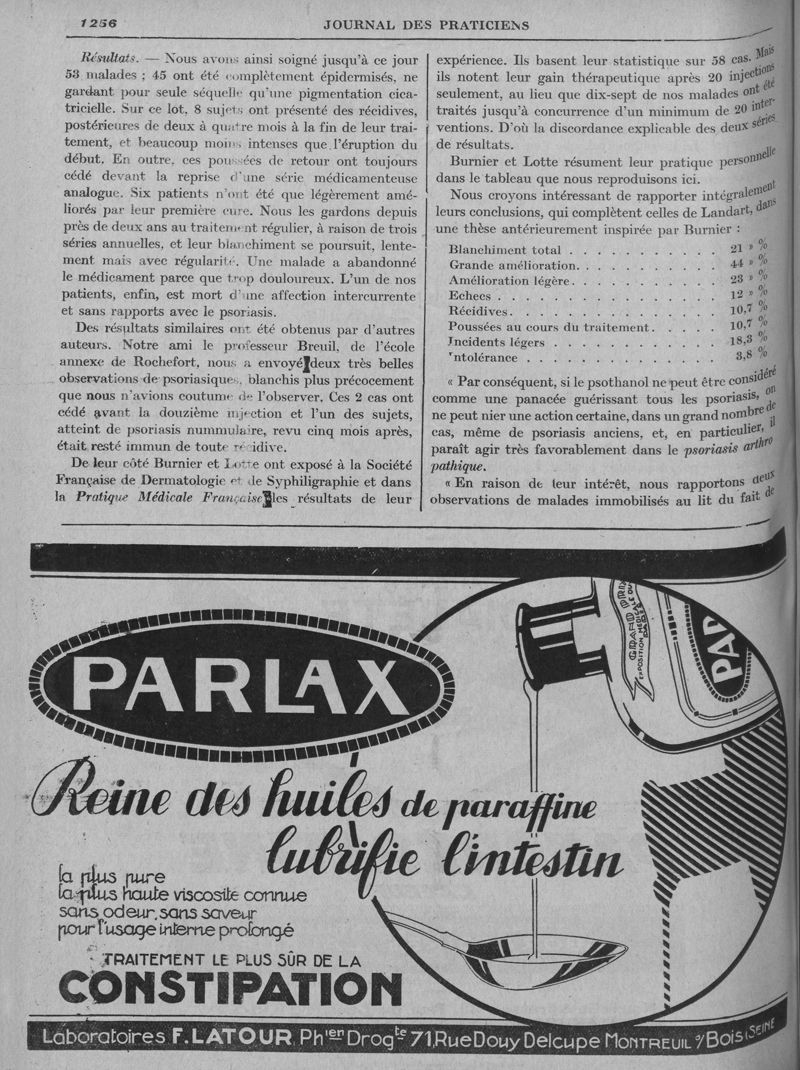 1256
JOURNAL DES PRATICIENS
Résultats. — Nous avons ainsi soigné jusqu'à ce jour
53 malades ; 45 ont été complètement épidermisés, ne
gardant pour seule séquelle qu'une pigmentation cica-
tricielle. Sur ce lot, 8 sujets ont présenté des récidives,
postérieures de deux à quatre mois à la fin de leur trai-
tement, et beaucoup moins intenses que l'éruption du
début. En outre, ces poussées de retour ont toujours
cédé devant la reprise d'une série médicamenteuse
analogue. Six patients n'ont été que légèrement amé-
liorés par leur première cure. Nous les gardons depuis
près de deux ans au traitement régulier, à raison de trois
séries annuelles, et leur blanchiment se poursuit, lente-
ment mais avec régularité. Une malade a abandonné
le médicament parce que trop douloureux. L'un de nos
patients, enfin, est mort d'une affection intercurrente
et sans rapports avec le psoriasis.
Des résultats similaires ont été obtenus par d'autres
auteurs. Notre ami le professeur Breuil, de l'école
annexe de Rochefort, nous a envoyé deux très belles
observations de psoriasiques, blanchis plus précocement
que nous n'avions coutume de l'observer. Ces 2 cas ont
cédé avant la douzième injection et l'un des sujets,
atteint de psoriasis nummulaire, revu cinq mois après,
était resté immun de toute récidive.
De leur côté Burnier et Lotte ont exposé à la Société
Française de Dermatologie et de Syphiligraphie et dans
la Pratique Médicale Française les résultats de leur
expérience. Ils basent leur statistique sur 58 cas. Mais
ils notent leur gain thérapeutique après 20 injections
seulement, au lieu que dix-sept de nos malades ont été
traités jusqu'à concurrence d'un minimum de 20 inter-
ventions. D'où la discordance explicable des deux séries
de résultats.
Burnier et Lotte résument leur pratique personnelle
dans le tableau que nous reproduisons ici.
Nous croyons intéressant de rapporter intégralement
leurs conclusions, qui complètent celles de Landart, dans
une thèse antérieurement inspirée par Burnier :
Blanchiment total . . . . . . . . . . . 21 » %
Grande amélioration. . . . . . . . . . . 44 » %
Amélioration légère. . . . . . . . . . . 23 » %
Echecs . . . . . . . . . . . . . . . . 12 » %
Récidives. . . . . . . . . . . . . . . 10,7 %
Poussées au cours du traitement. . . . . 10,7 %
Incidents légers . . . . . . . . . . . 18,3 %
Intolérance . . . . . . . . . . . . . 3,8 %
« Par conséquent, si le psothanol ne peut être considéré
comme une panacée guérissant tous les psoriasis, on
ne peut nier une action certaine, dans un grand nombre de
cas, même de psoriasis anciens, et, en particulier, il
paraît agir très favorablement dans le psoriasis arthro
pathique.
« En raison de leur intérêt, nous rapportons deux
observations de malades immobilisés au lit du fait de
GRAND PRIX
EXPOSITION MÉDICALE
PAR
PARLAX
Reine des huiles de paraffine
lubrifie l'intestin
la plus pure
la plus haute viscosité connue
sans odeur, sans saveur
pour l'usage interne prolongé
TRAITEMENT LE PLUS SÛR DE LA
CONSTIPATION
Laboratoires F. LATOUR, Phien Drogte 71, Rue Douy Delcupe MONTREUIL s/Bois (SEINE